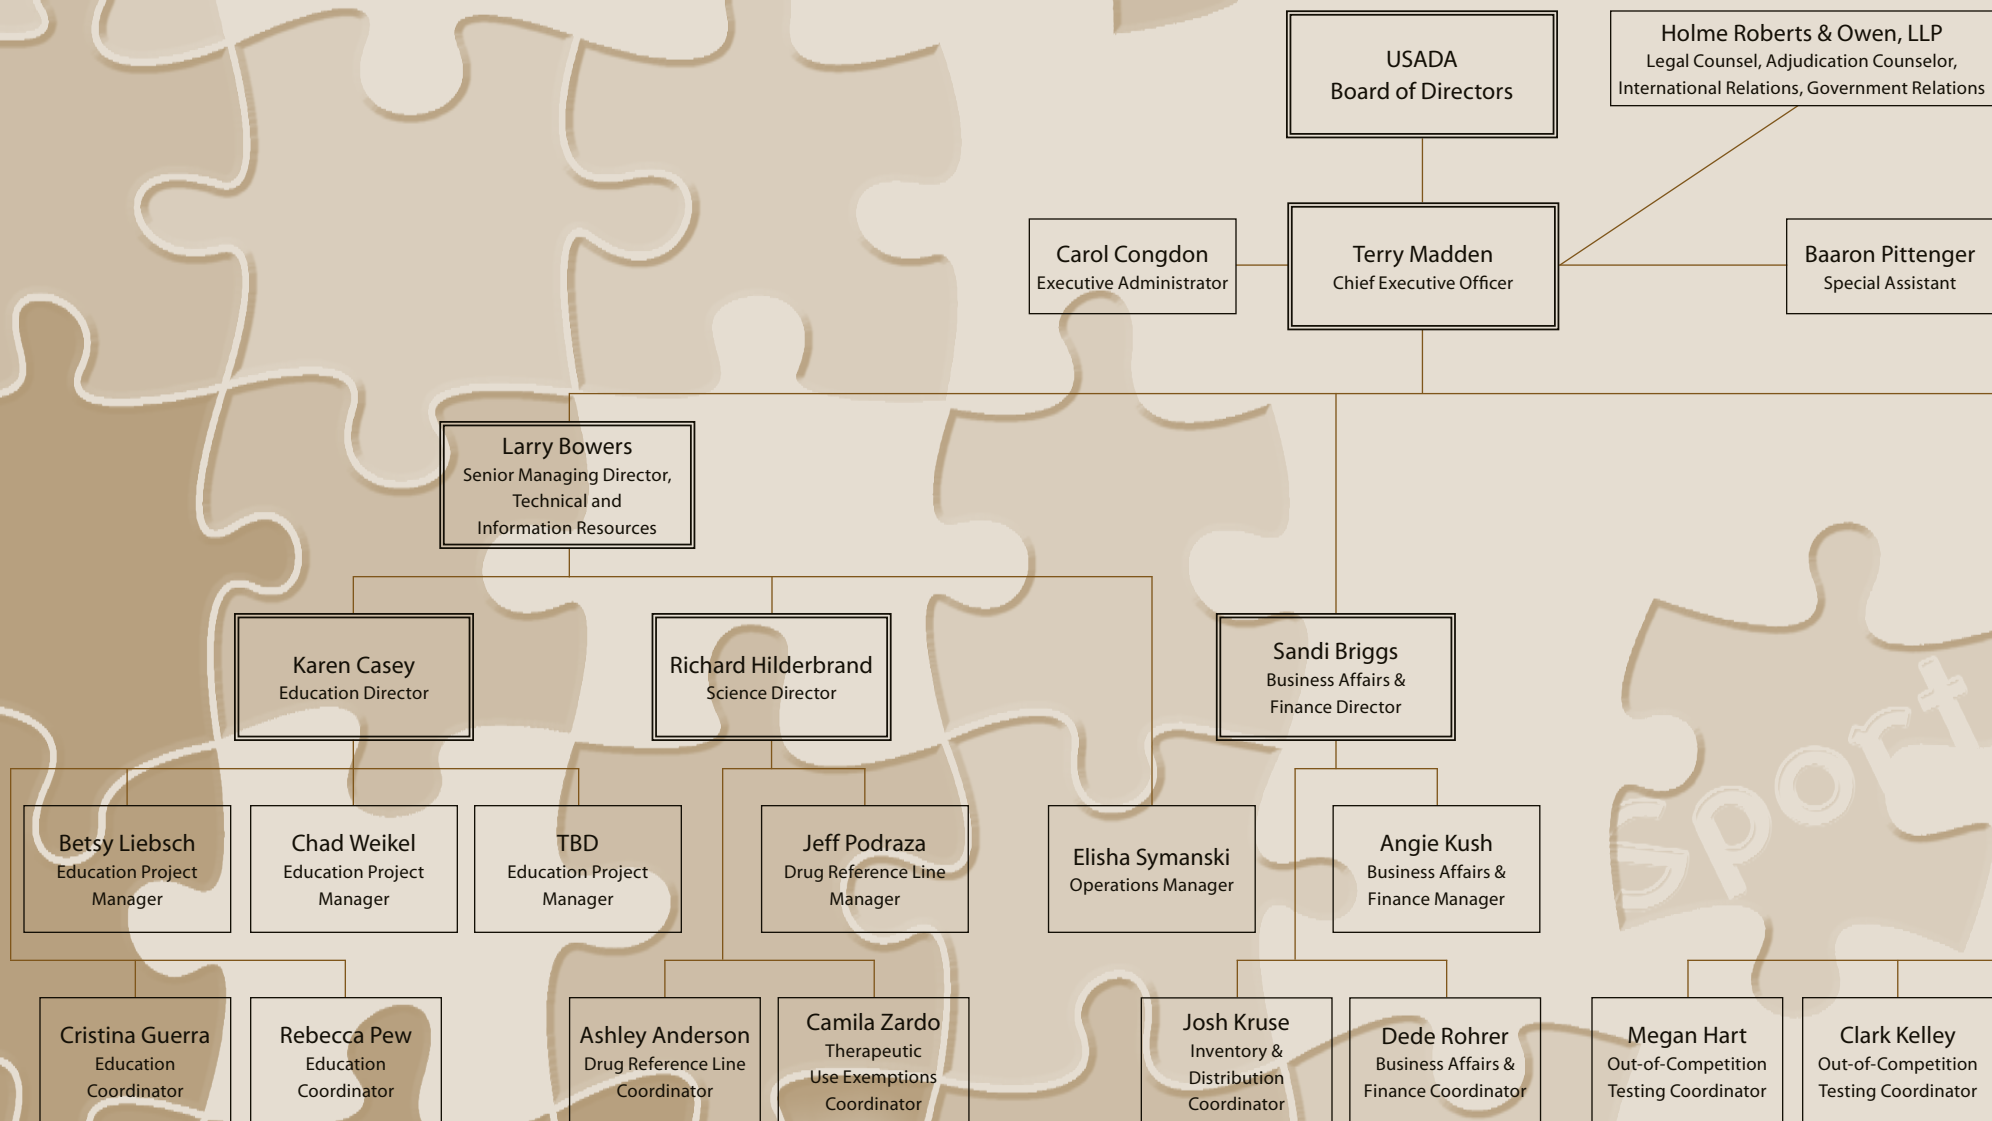 USADA
Board of Directors
Holme Roberts & Owen, LLP
Legal Counsel, Adjudication Counselor,
International Relations, Government Relations
Carol Congdon
Executive Administrator
Terry Madden
Chief Executive Officer
Baaron Pittenger
Special Assistant
Larry Bowers
Senior Managing Director,
Technical and
Information Resources
Karen Casey
Education Director
Richard Hilderbrand
Science Director
Sandi Briggs
Business Affairs &
Finance Director
Sport
Betsy Liebsch
Education Project
Manager
Chad Weikel
Education Project
Manager
TBD
Education Project
Manager
Jeff Podraza
Drug Reference Line
Manager
Elisha Symanski
Operations Manager
Angie Kush
Business Affairs &
Finance Manager
Cristina Guerra
Education
Coordinator
Rebecca Pew
Education
Coordinator
Ashley Anderson
Drug Reference Line
Coordinator
Camila Zardo
Therapeutic
Use Exemptions
Coordinator
Josh Kruse
Inventory &
Distribution
Coordinator
Dede Rohrer
Business Affairs &
Finance Coordinator
Megan Hart
Out-of-Competition
Testing Coordinator
Clark Kelley
Out-of-Competition
Testing Coordinator